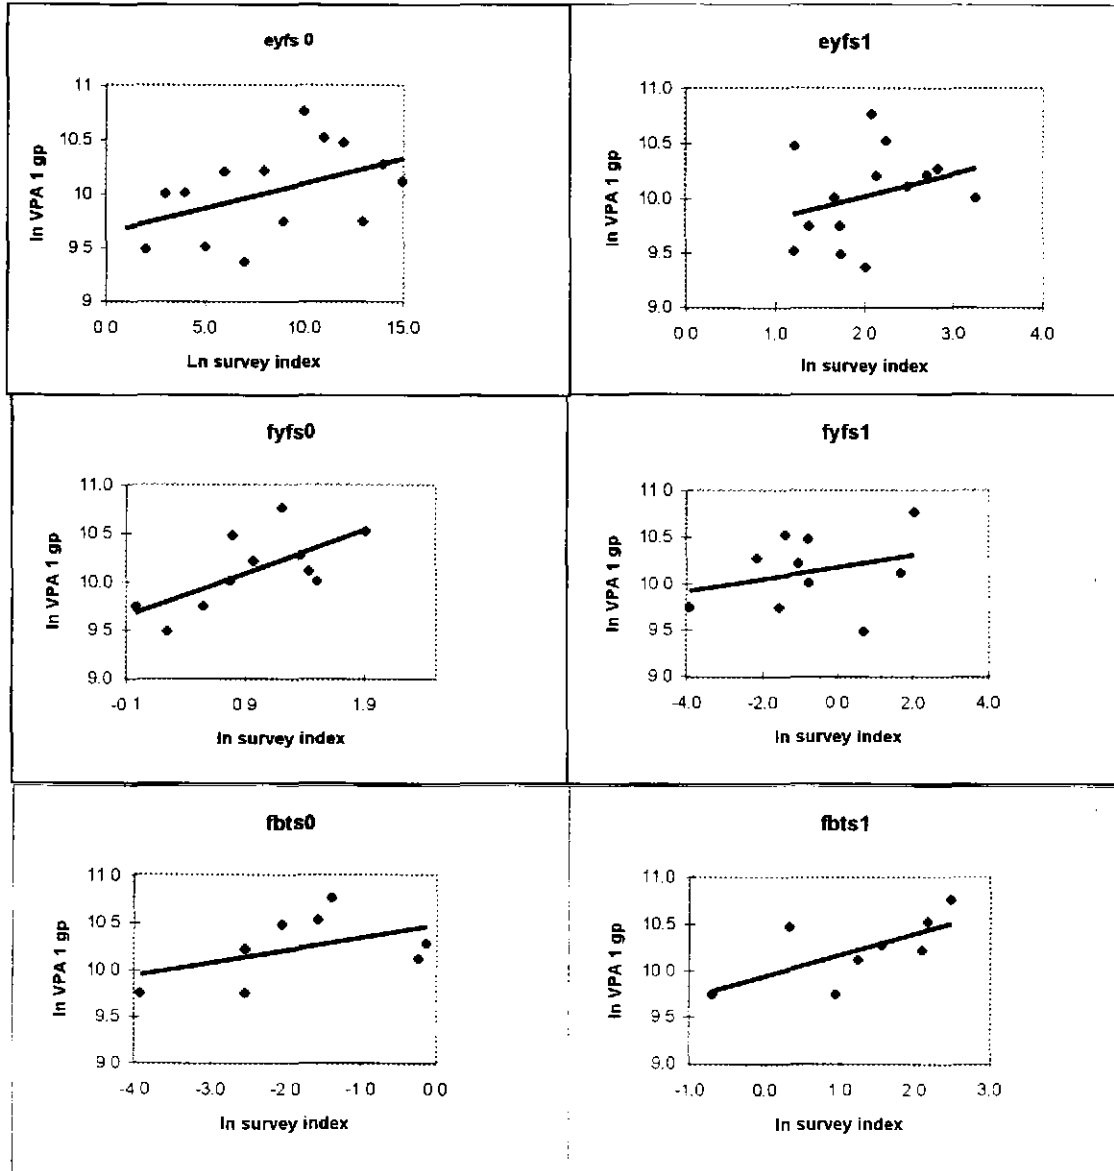 eyfs 0
11
10.5
10
9.5
9
0.0 5.0 10.0 15.0
ln VPA 1 gp
Ln survey index
eyfs1
11.0
10.5
10.0
9.5
9.0
0.0 1.0 2.0 3.0 4.0
ln VPA 1 gp
ln survey index
fyfs0
11.0
10.5
10.0
9.5
9.0
-0.1 0.9 1.9
ln VPA 1 gp
ln survey index
fyfs1
11.0
10.5
10.0
9.5
9.0
-4.0 -2.0 0.0 2.0 4.0
ln VPA 1 gp
ln survey index
fbts0
11.0
10.5
10.0
9.5
9.0
-4.0 -3.0 -2.0 -1.0 0.0
ln VPA 1 gp
ln survey index
fbts1
11.0
10.5
10.0
9.5
9.0
-1.0 0.0 1.0 2.0 3.0
ln VPA 1 gp
ln survey index